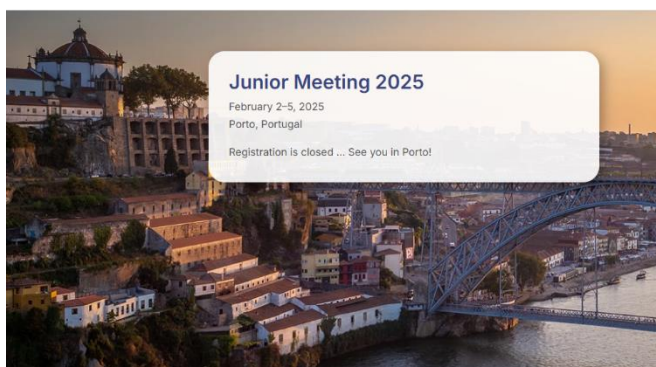 Junior Meeting 2025
February 2–5, 2025
Porto, Portugal
Registration is closed ... See you in Porto!